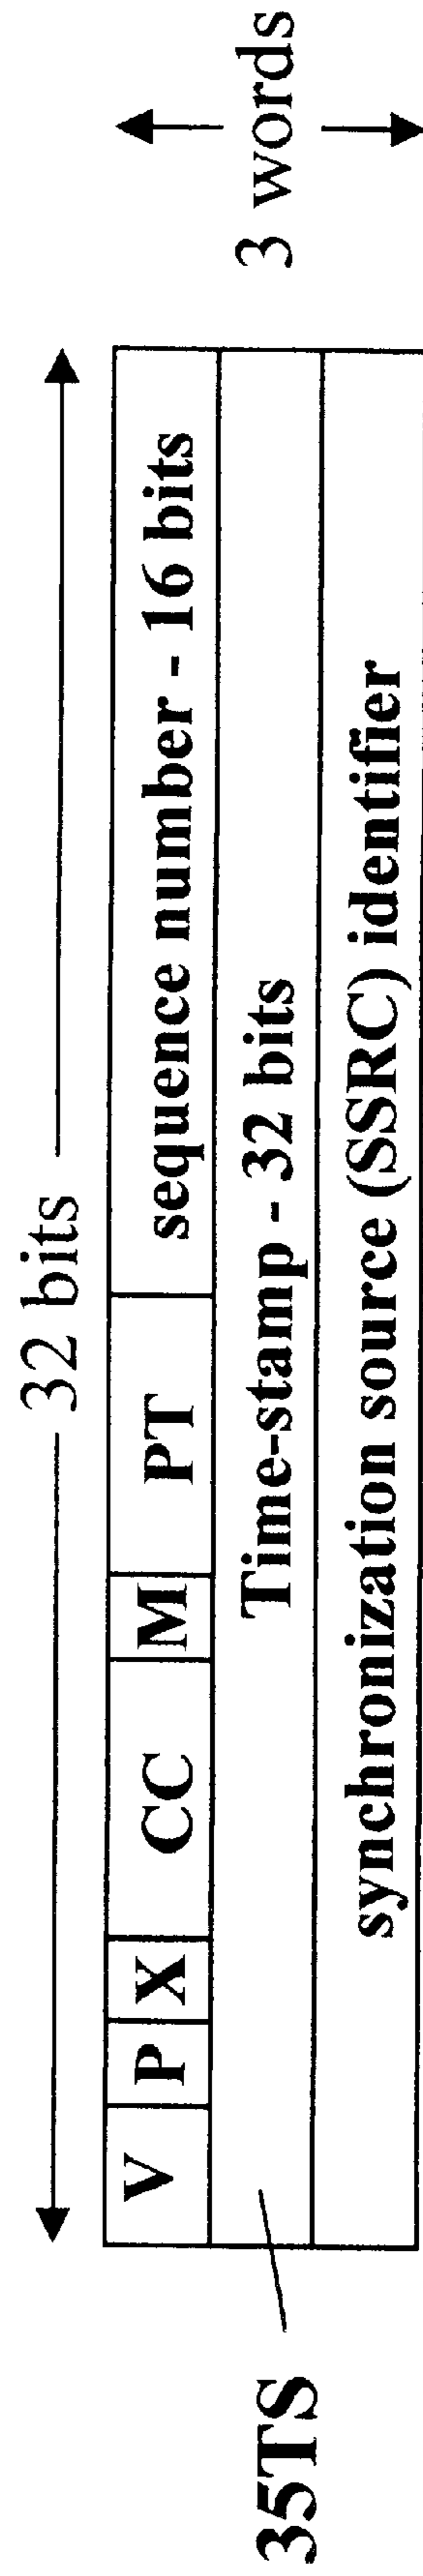 32 bits
V P X CC M PT sequence number - 16 bits
3 words
35TS
Time-stamp - 32 bits
synchronization source (SSRC) identifier